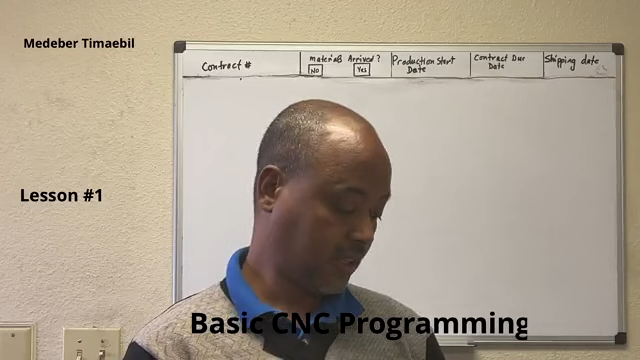 Medeber Timaebil
Contract # Materials Arrived? Production Start Date Contract Due Date Shipping date
NO Yes
Lesson #1
Basic CNC Programming